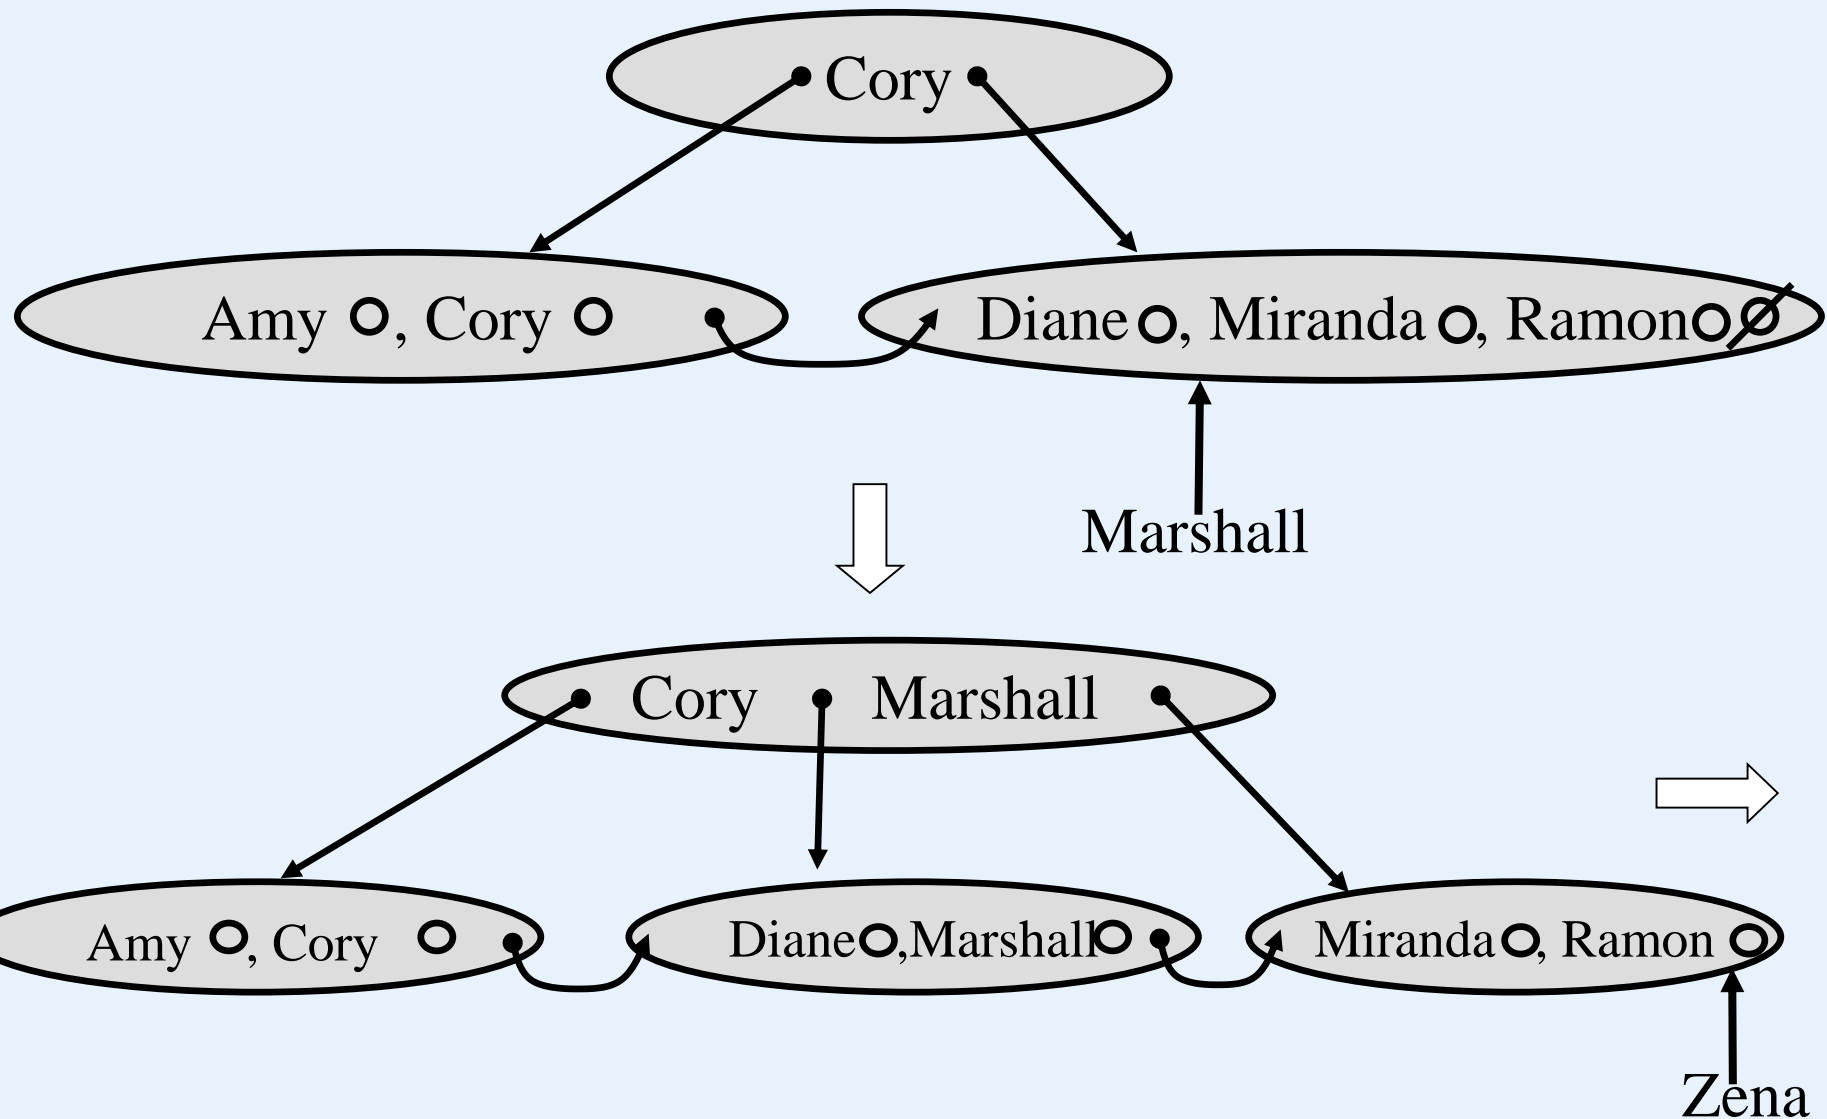 Cory
Amy , Cory
Diane , Miranda , Ramon
Marshall
Cory Marshall
Amy , Cory
Diane ,Marshall
Miranda , Ramon
Zena